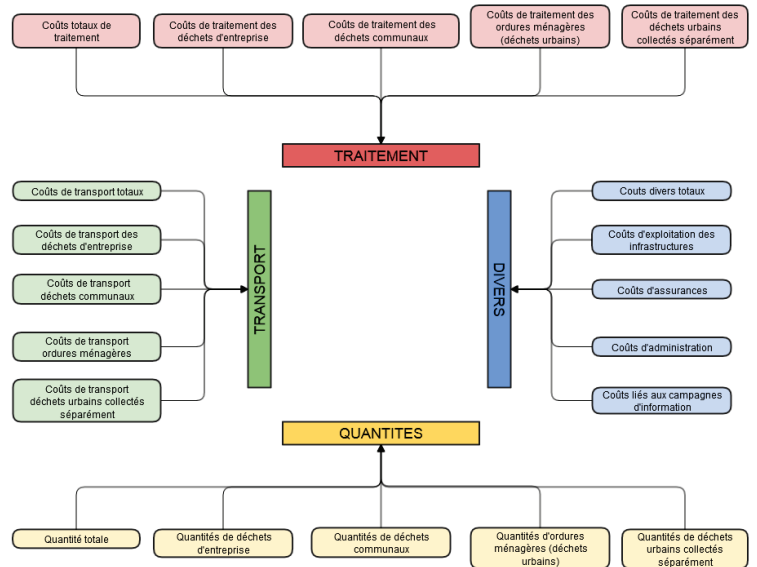 Coûts totaux de
traitement
Coûts de traitement des
déchets d'entreprise
Coûts de traitement des
déchets communaux
Coûts de traitement des
ordures ménagères
(déchets urbains)
Coûts de traitement des
déchets urbains
collectés séparément
TRAITEMENT
Coûts de transport totaux
Coûts de transport des
déchets d'entreprise
Coûts de transport
déchets communaux
Coûts de transport
ordures ménagères
Coûts de transport
déchets urbains collectés
séparément
TRANSPORT
DIVERS
Couts divers totaux
Coûts d'exploitation des
infrastructures
Coûts d'assurances
Coûts d'administration
Coûts liés aux campagnes
d'information
QUANTITES
Quantité totale
Quantités de déchets
d'entreprise
Quantités de déchets
communaux
Quantités d'ordures
ménagères (déchets
urbains)
Quantités de déchets
urbains collectés
séparément